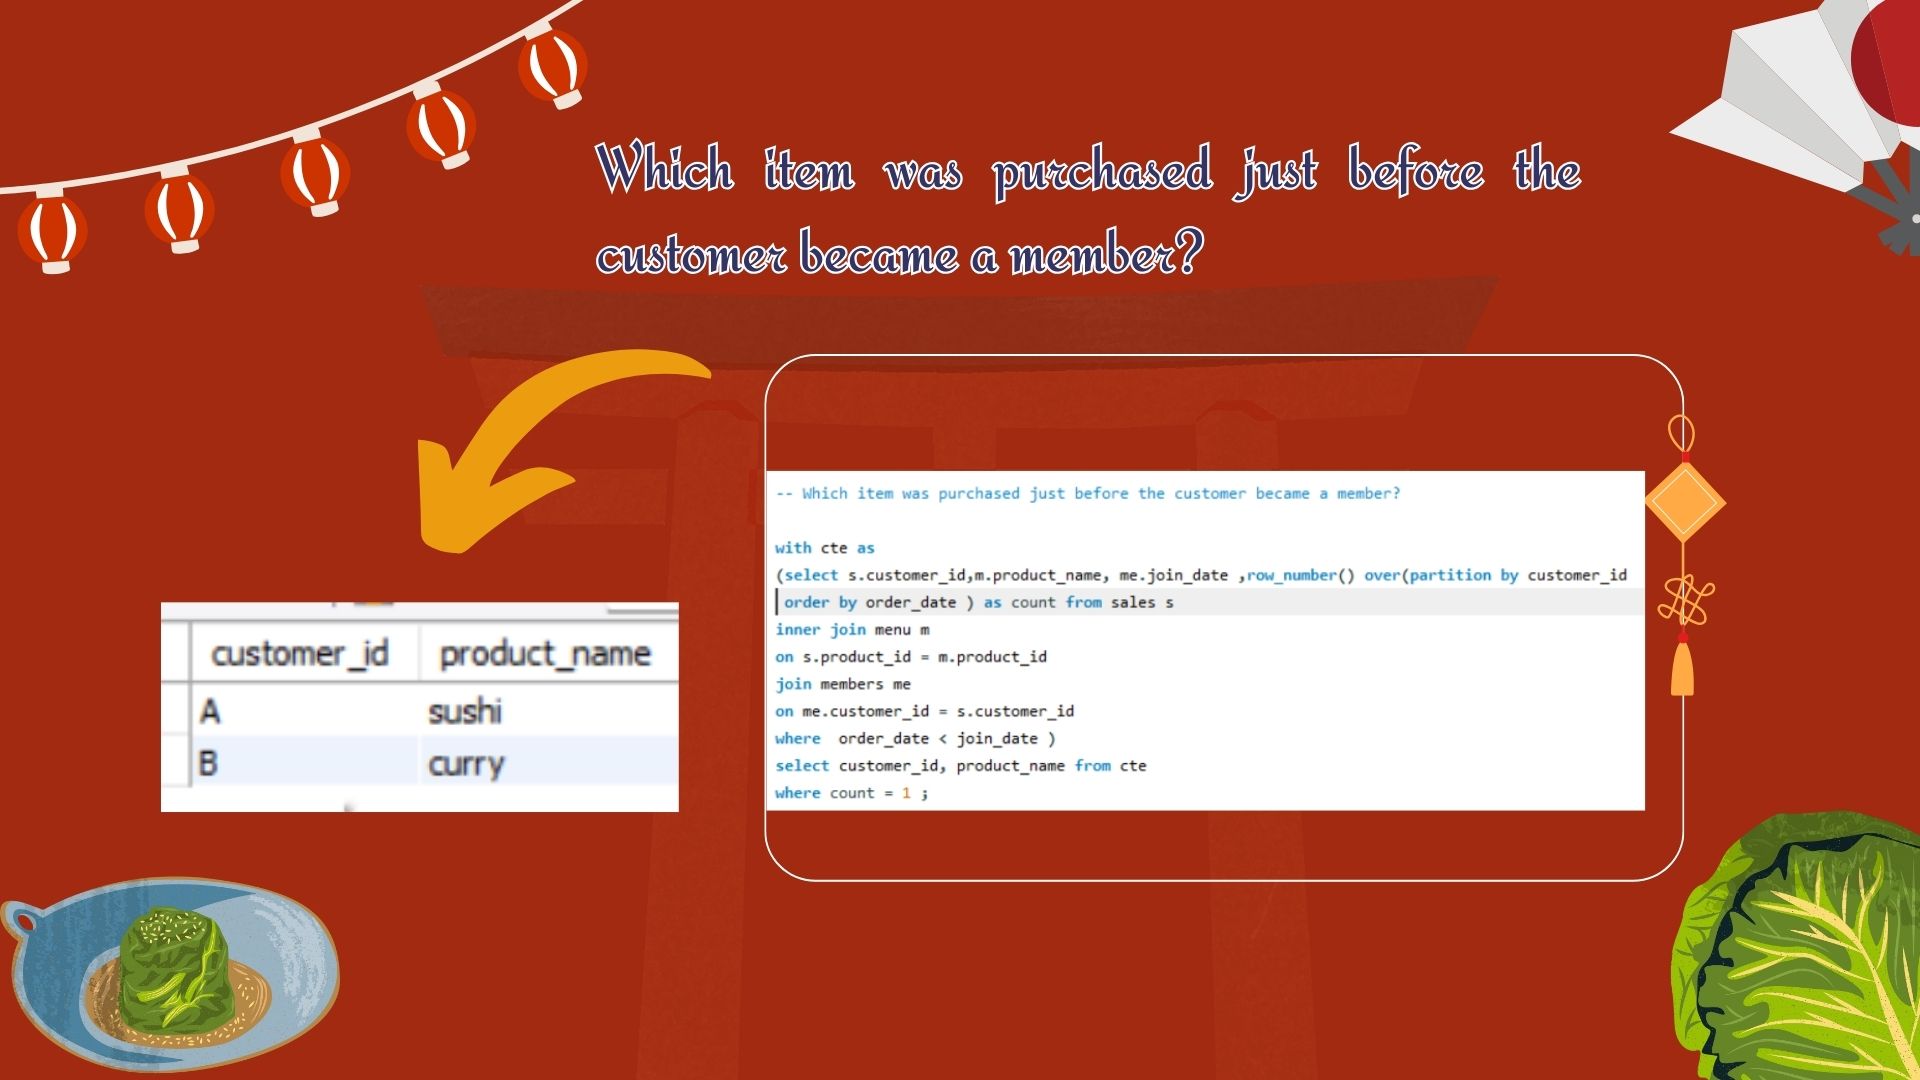 Which item was purchased just before the
customer became a member?
-- Which item was purchased just before the customer became a member?
with cte as
(select s.customer_id,m.product_name, me.join_date ,row_number() over(partition by customer_id
order by order_date ) as count from sales s
inner join menu m
on s.product_id = m.product_id
join members me
on me.customer_id = s.customer_id
where  order_date < join_date )
select customer_id, product_name from cte
where count = 1 ;
customer_id product_name
A sushi
B curry